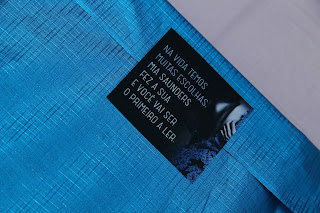 NA VIDA TEMOS
MUITAS ESCOLHAS.
MIA SAUNDERS
FEZ A SUA
E VOCÊ VAI SER
O PRIMEIRO A LER.